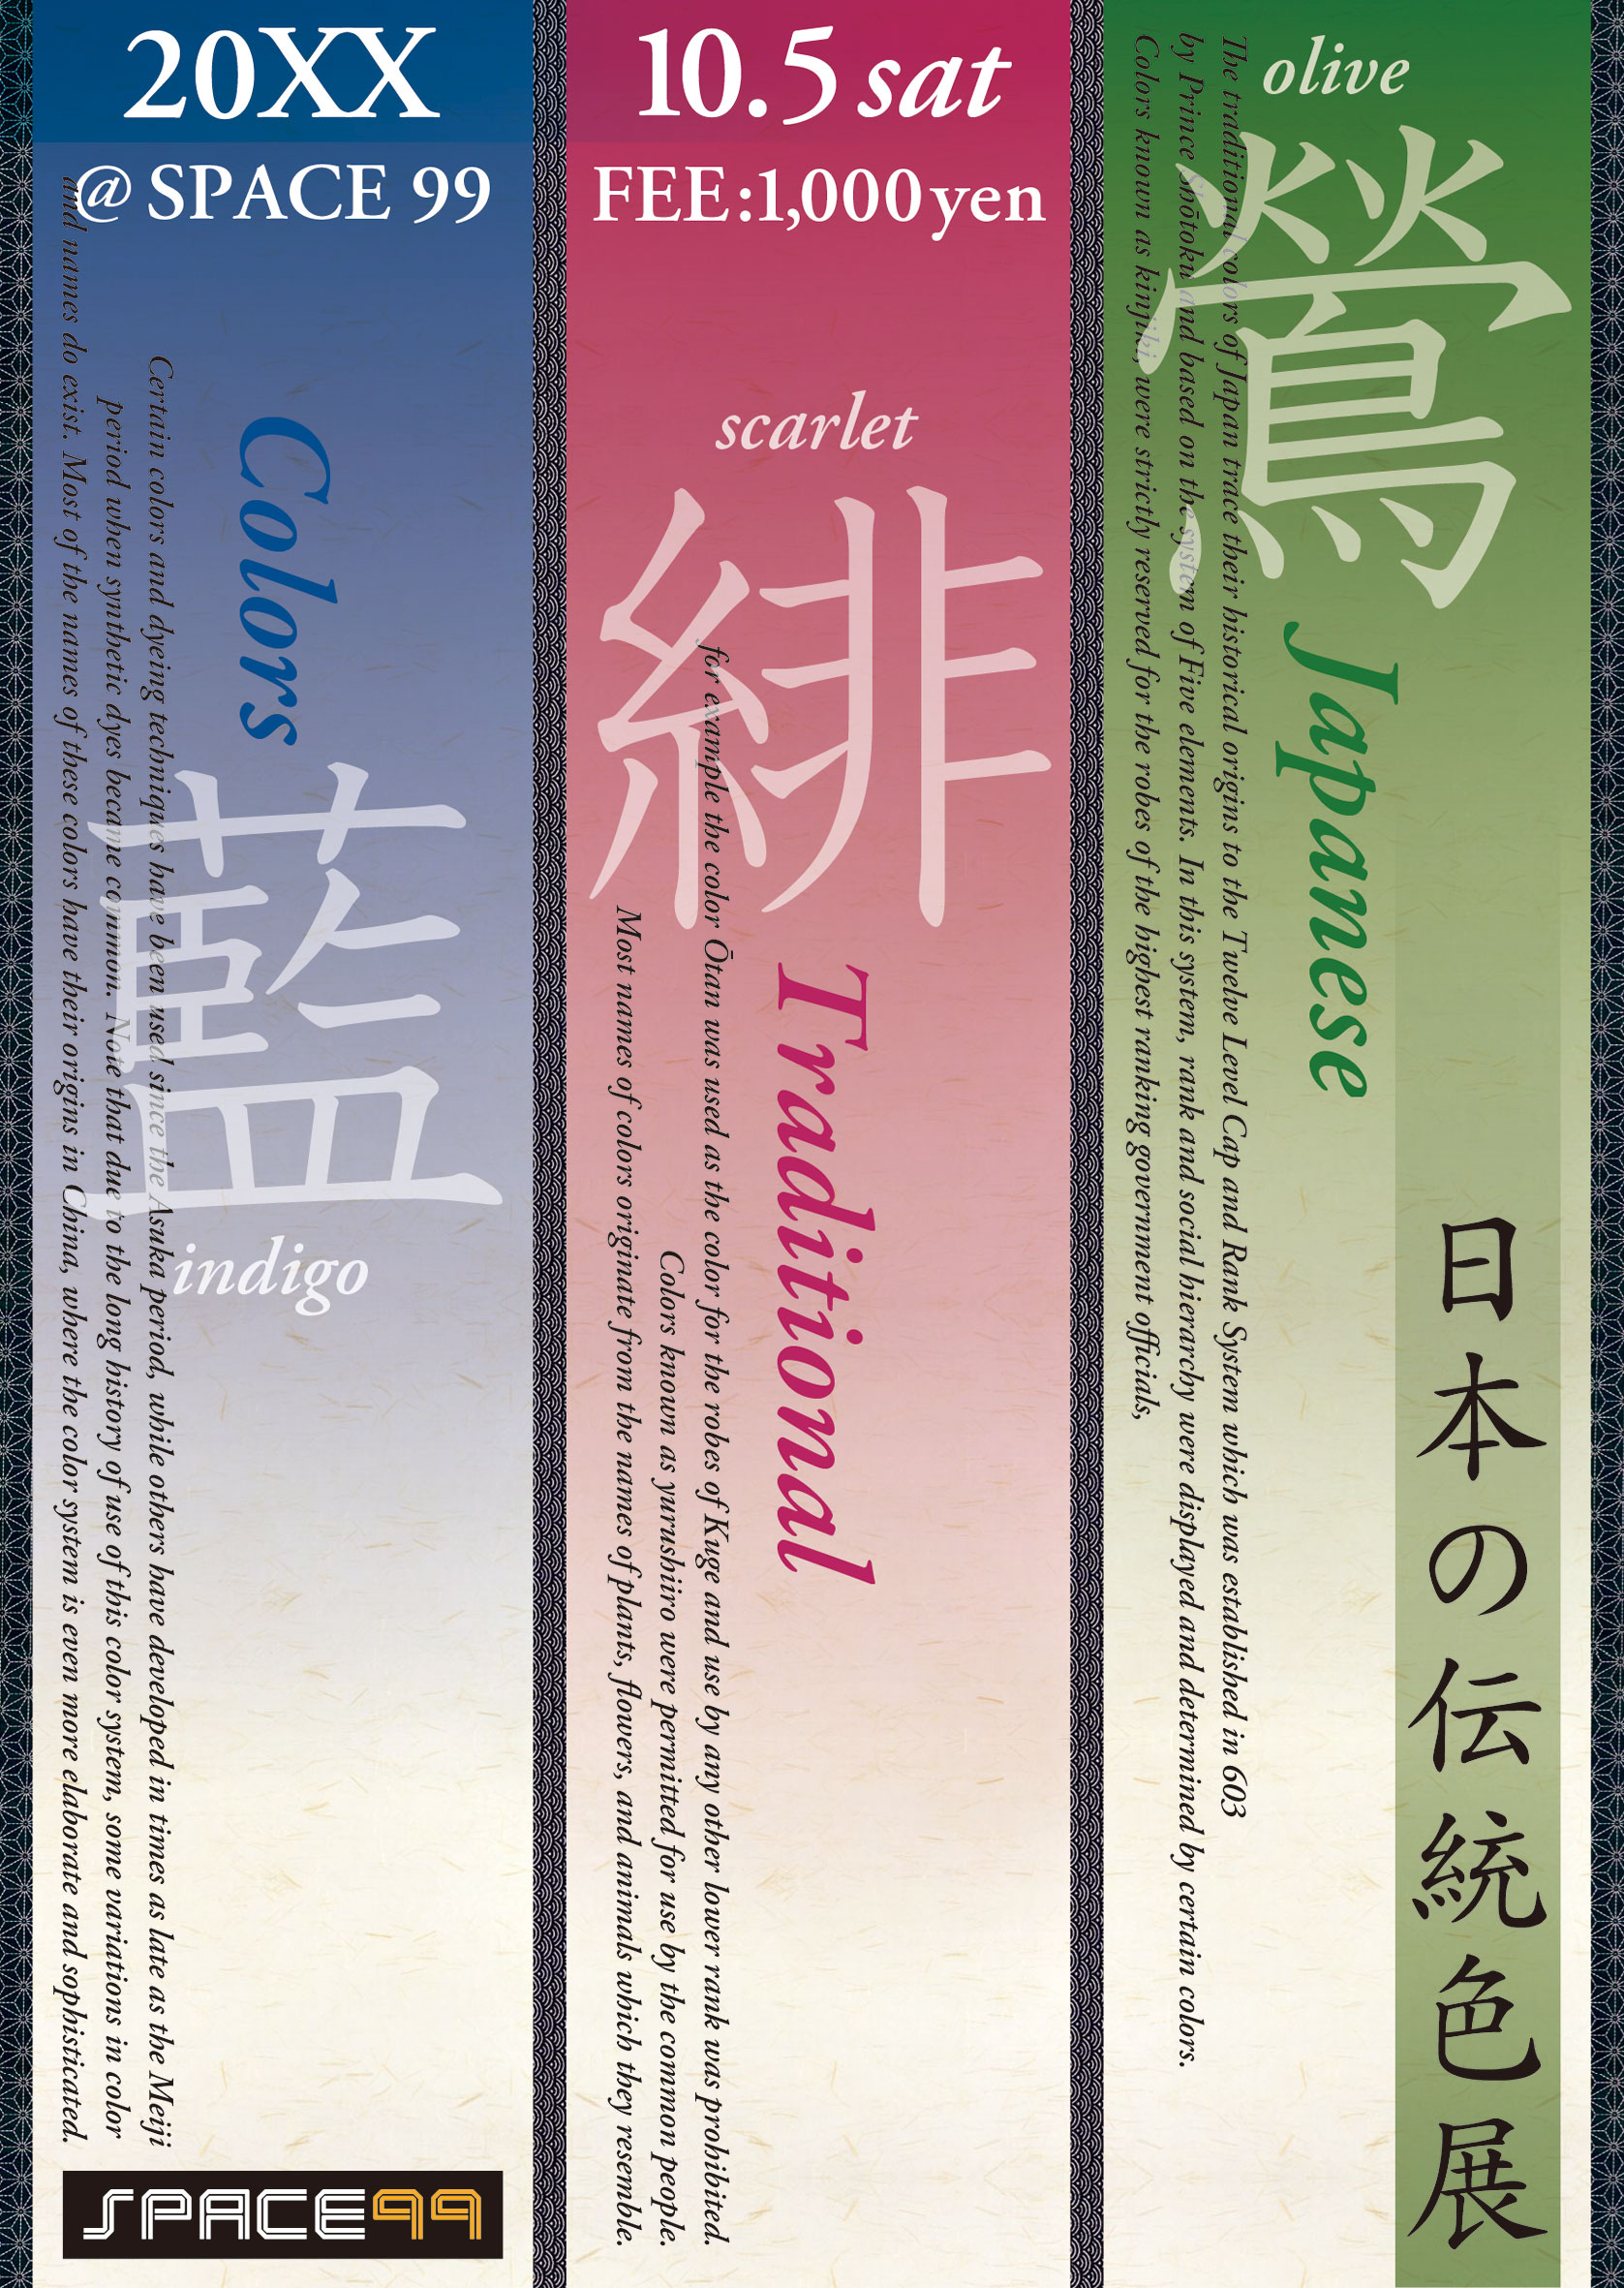 20XX
@ SPACE 99
10.5 sat
FEE:1,000 yen
olive
鶯
Japanese
日本の伝統色展
The traditional colors of Japan trace their historical origins to the Twelve Level Cap and Rank System which was established in 603
by Prince Shōtoku and based on the system of Five elements. In this system, rank and social hierarchy were displayed and determined by certain colors.
Colors known as kinjiki, were strictly reserved for the robes of the highest ranking government officials,
scarlet
緋
Traditional
for example the color Ōtan was used as the color for the robes of Kuge and use by any other lower rank was prohibited.
Colors known as yurushiiro were permitted for use by the common people.
Most names of colors originate from the names of plants, flowers, and animals which they resemble.
Colors
藍
indigo
Certain colors and dyeing techniques have been used since the Asuka period, while others have developed in times as late as the Meiji
period when synthetic dyes became common. Note that due to the long history of use of this color system, some variations in color
and names do exist. Most of the names of these colors have their origins in China, where the color system is even more elaborate and sophisticated.
SPACE99